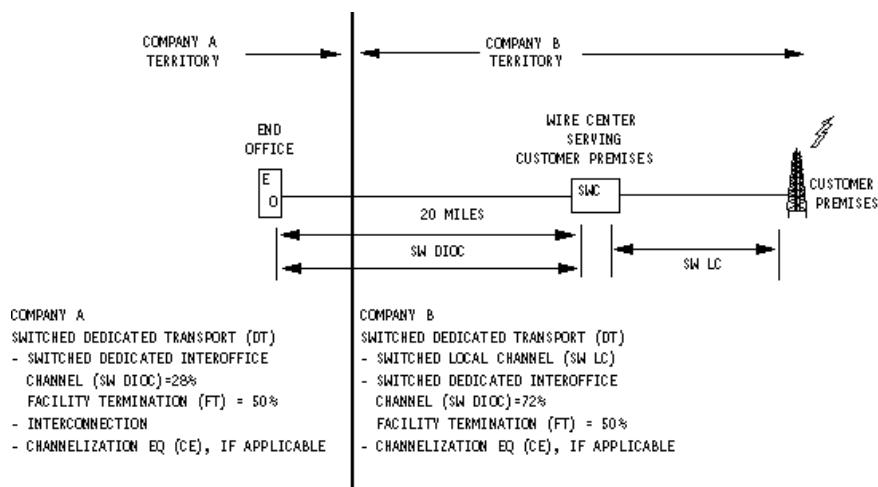 COMPANY A
TERRITORY
COMPANY B
TERRITORY
END
OFFICE
WIRE CENTER
SERVING
CUSTOMER PREMISES
E
O
SWC
CUSTOMER
PREMISES
20 MILES
SW DIOC
SW LC
COMPANY A
SWITCHED DEDICATED TRANSPORT (DT)
- SWITCHED DEDICATED INTEROFFICE
CHANNEL (SW DIOC)=28%
FACILITY TERMINATION (FT) = 50%
- INTERCONNECTION
- CHANNELIZATION EQ (CE), IF APPLICABLE
COMPANY B
SWITCHED DEDICATED TRANSPORT (DT)
- SWITCHED LOCAL CHANNEL (SW LC)
- SWITCHED DEDICATED INTEROFFICE
CHANNEL (SW DIOC)=72%
FACILITY TERMINATION (FT) = 50%
- CHANNELIZATION EQ (CE), IF APPLICABLE